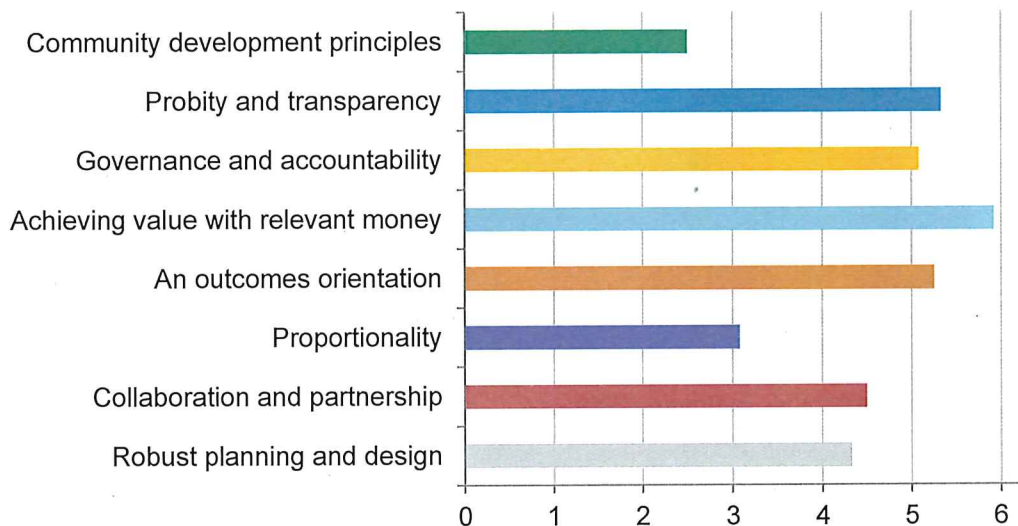 Community development principles
Probity and transparency
Governance and accountability
Achieving value with relevant money
An outcomes orientation
Proportionality
Collaboration and partnership
Robust planning and design
0 1 2 3 4 5 6